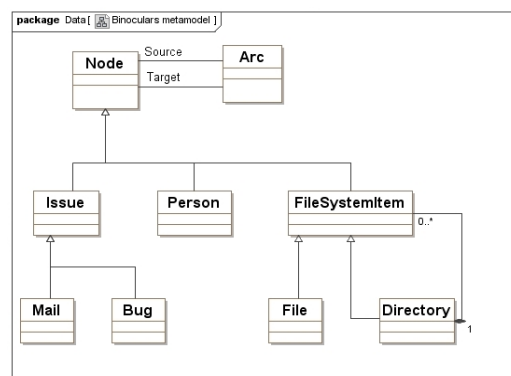 package Data [ Binoculars metamodel ]
Source
Node
Arc
Target
Issue
Person
FileSystemItem
0..*
Mail
Bug
File
Directory
1